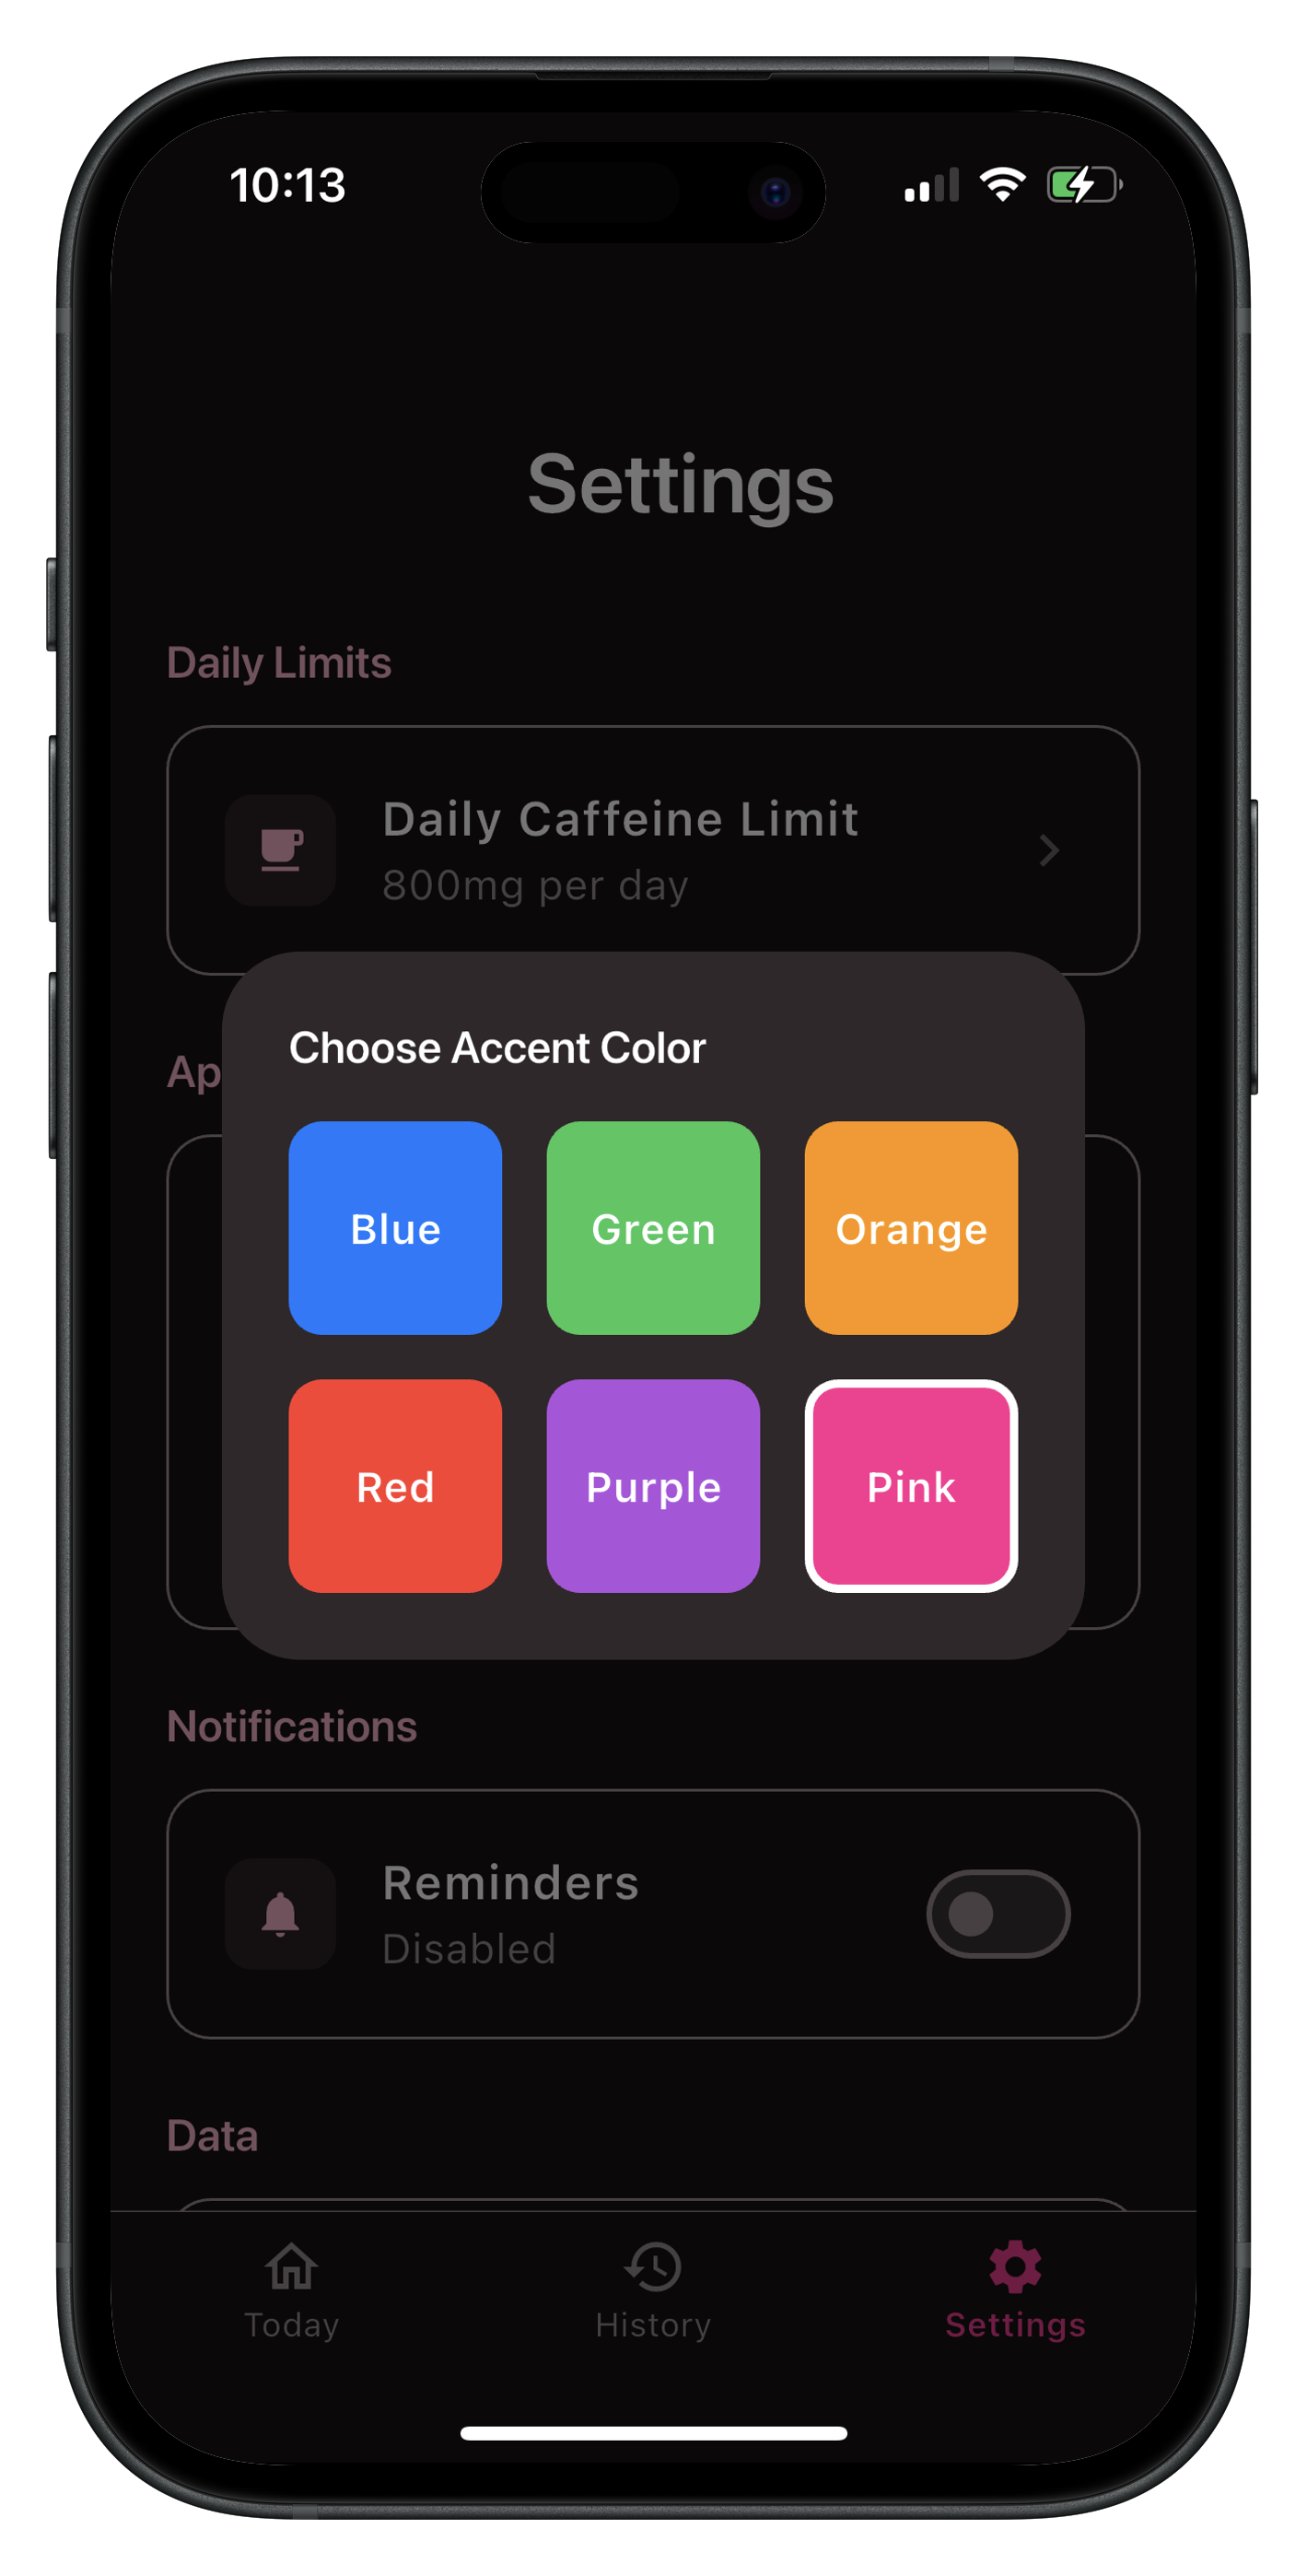 10:13
Settings
Daily Limits
Daily Caffeine Limit
800mg per day
Ap
Choose Accent Color
Blue
Green
Orange
Red
Purple
Pink
Notifications
Reminders
Disabled
Data
Today
History
Settings